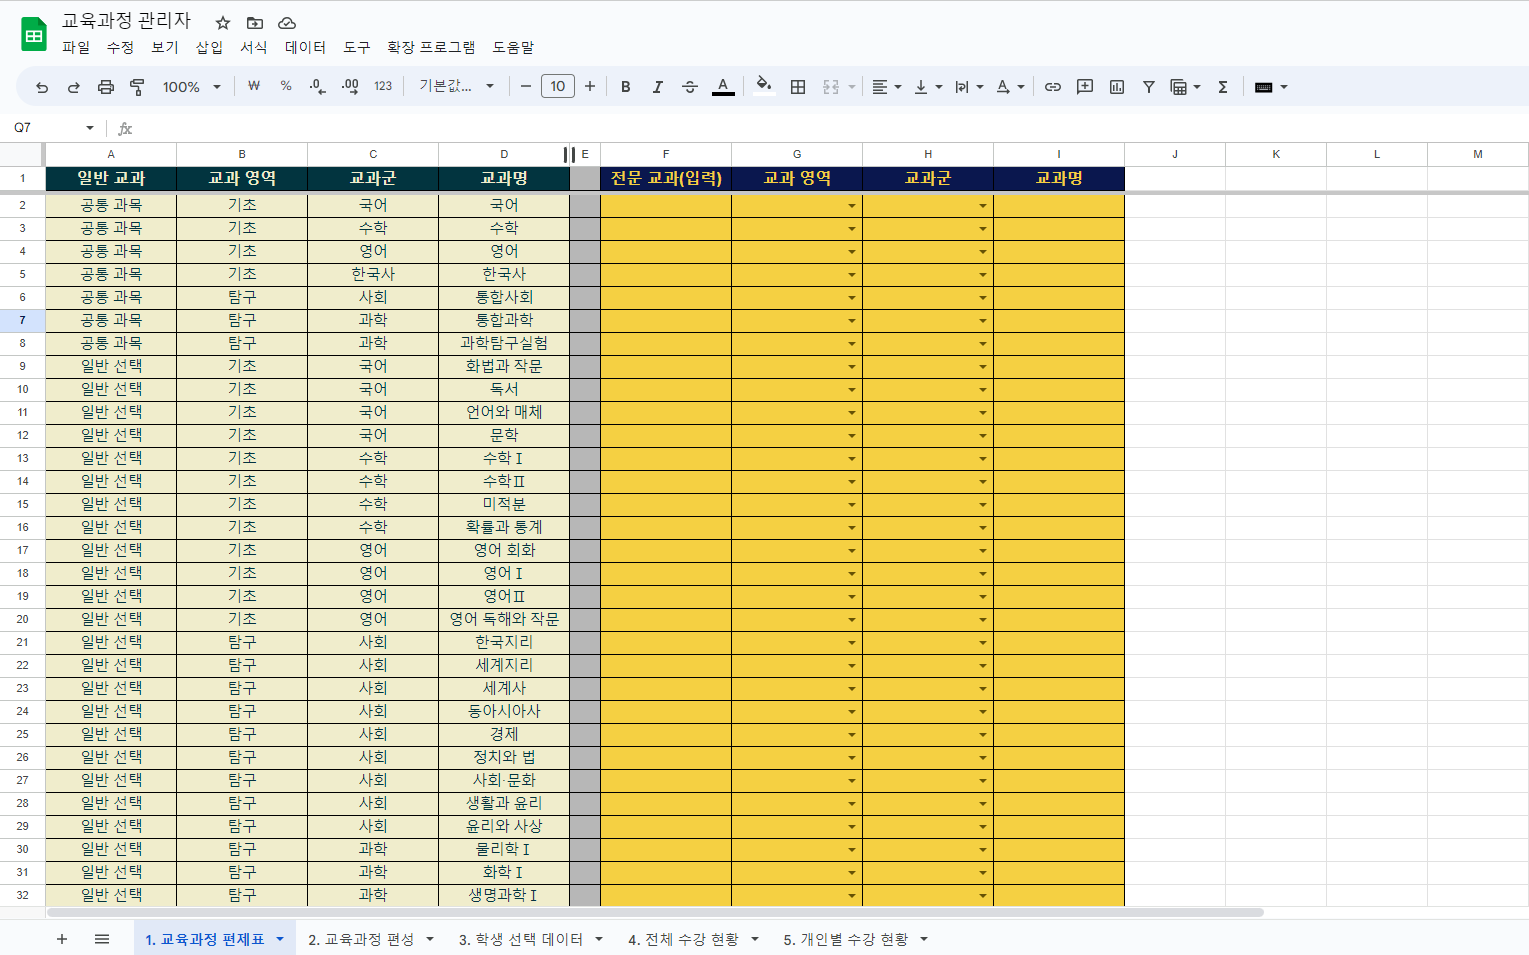 교육과정 관리자
파일 수정 보기 삽입 서식 데이터 도구 확장 프로그램 도움말
100% ₩ % .0 .00 123 기본값... 10 B I A A Σ
Q7 fx
A B C D E F G H I J K L M
1 일반 교과 교과 영역 교과군 교과명 전문 교과(입력) 교과 영역 교과군 교과명
2 공통 과목 기초 국어 국어
3 공통 과목 기초 수학 수학
4 공통 과목 기초 영어 영어
5 공통 과목 기초 한국사 한국사
6 공통 과목 탐구 사회 통합사회
7 공통 과목 탐구 과학 통합과학
8 공통 과목 탐구 과학 과학탐구실험
9 일반 선택 기초 국어 화법과 작문
10 일반 선택 기초 국어 독서
11 일반 선택 기초 국어 언어와 매체
12 일반 선택 기초 국어 문학
13 일반 선택 기초 수학 수학Ⅰ
14 일반 선택 기초 수학 수학Ⅱ
15 일반 선택 기초 수학 미적분
16 일반 선택 기초 수학 확률과 통계
17 일반 선택 기초 영어 영어 회화
18 일반 선택 기초 영어 영어Ⅰ
19 일반 선택 기초 영어 영어Ⅱ
20 일반 선택 기초 영어 영어 독해와 작문
21 일반 선택 탐구 사회 한국지리
22 일반 선택 탐구 사회 세계지리
23 일반 선택 탐구 사회 세계사
24 일반 선택 탐구 사회 동아시아사
25 일반 선택 탐구 사회 경제
26 일반 선택 탐구 사회 정치와 법
27 일반 선택 탐구 사회 사회·문화
28 일반 선택 탐구 사회 생활과 윤리
29 일반 선택 탐구 사회 윤리와 사상
30 일반 선택 탐구 과학 물리학Ⅰ
31 일반 선택 탐구 과학 화학Ⅰ
32 일반 선택 탐구 과학 생명과학Ⅰ
1. 교육과정 편제표 2. 교육과정 편성 3. 학생 선택 데이터 4. 전체 수강 현황 5. 개인별 수강 현황